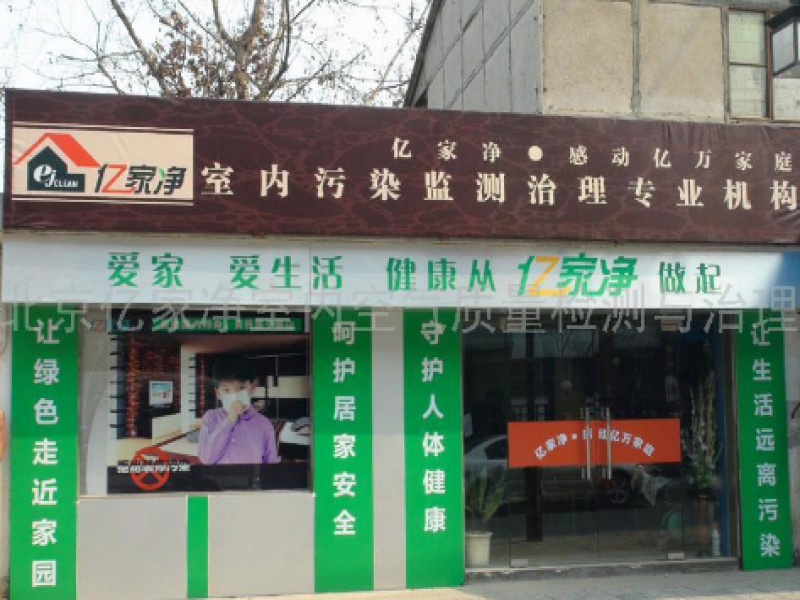 亿家净●感动亿万家庭
eJCLEAN 亿家净 室内污染监测治理专业机构
爱家 爱生活 健康从亿家净做起
北京亿家净室内空气质量检测与治理
让绿色走近家园
呵护居家安全
守护人体健康
让生活远离污染
亿家净●感动亿万家庭